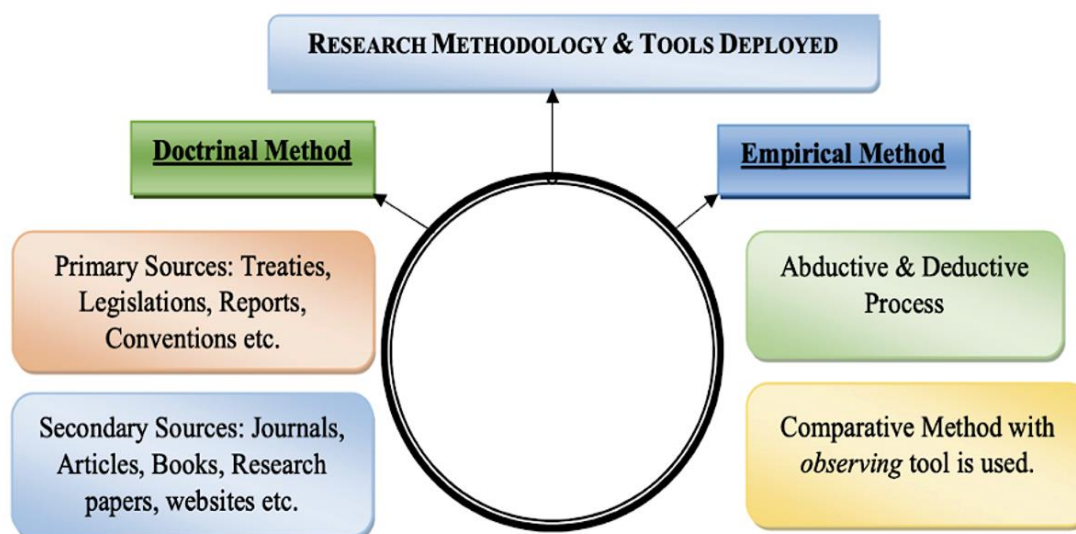 RESEARCH METHODOLOGY & TOOLS DEPLOYED
Doctrinal Method
Empirical Method
Primary Sources: Treaties,
Legislations, Reports,
Conventions etc.
Abductive & Deductive
Process
Secondary Sources: Journals,
Articles, Books, Research
papers, websites etc.
Comparative Method with
observing tool is used.